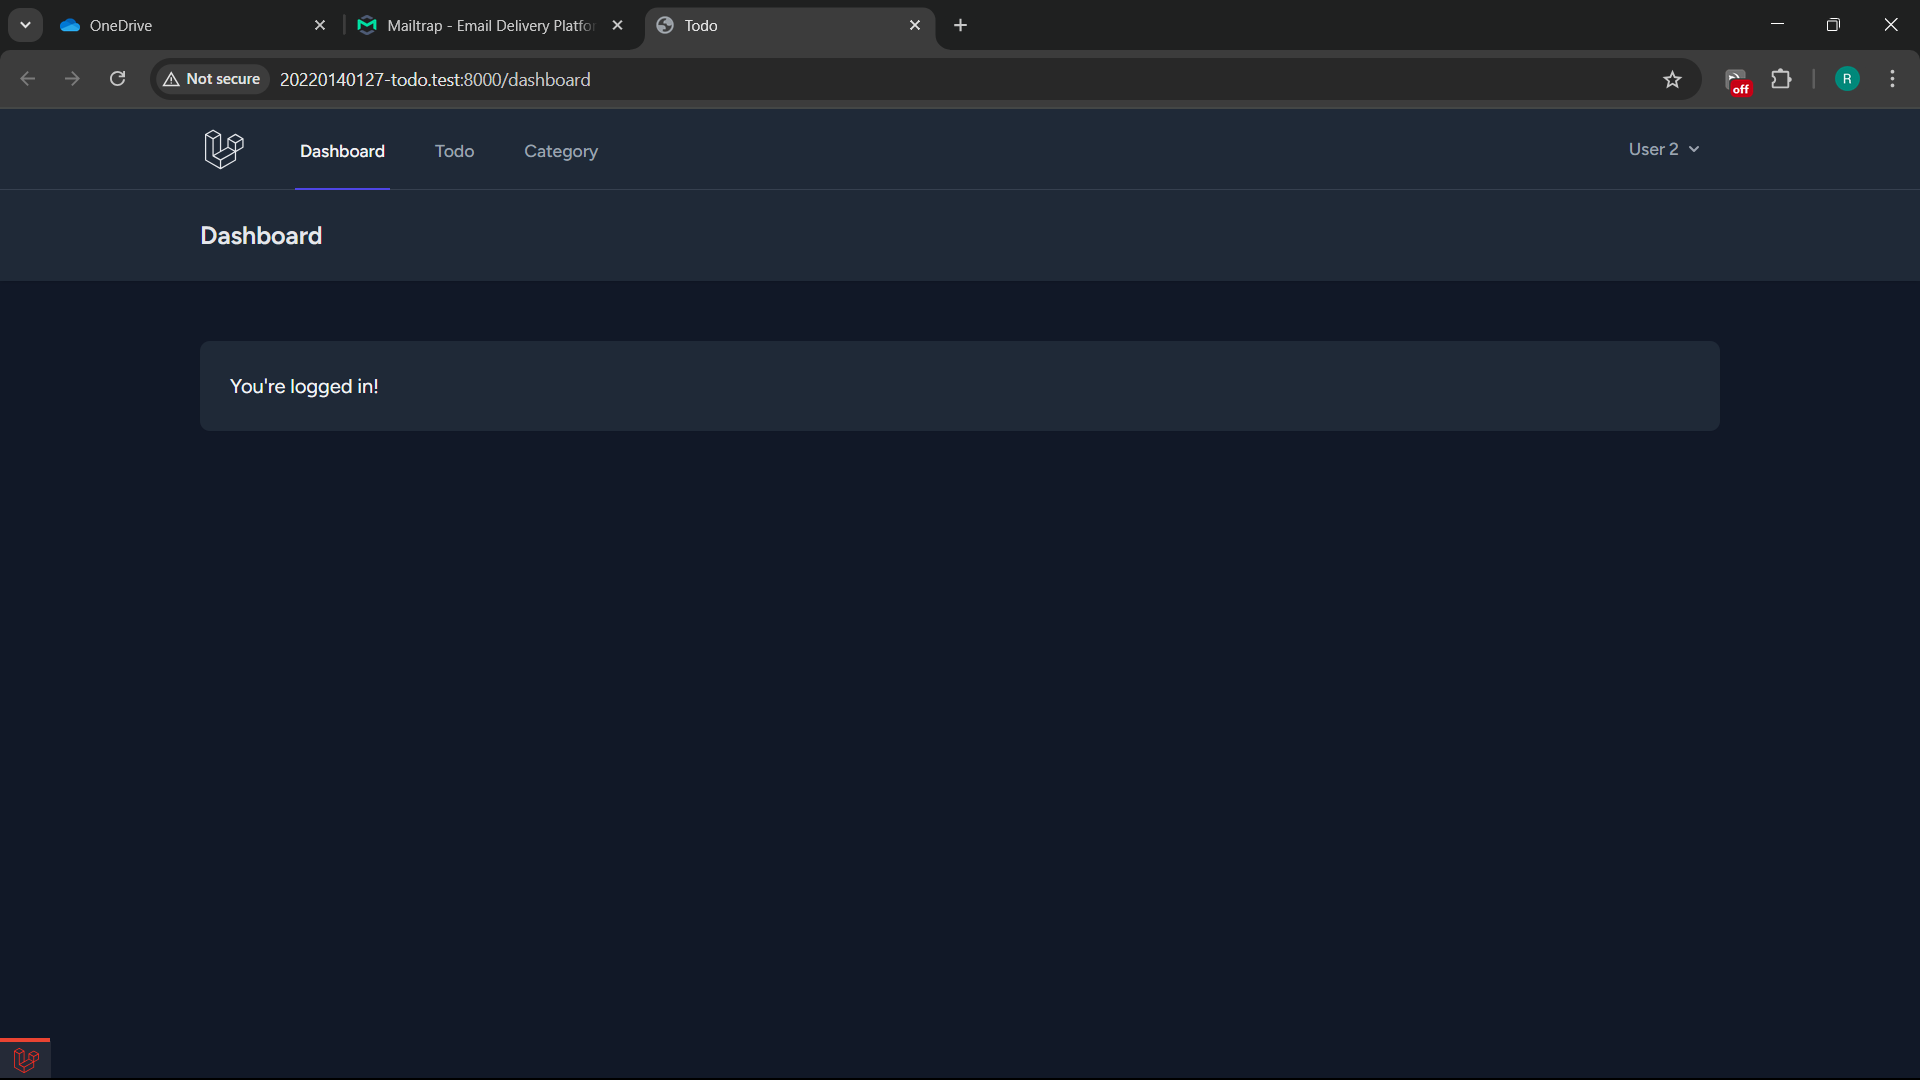 OneDrive
Mailtrap - Email Delivery Platfo
Todo
Not secure
20220140127-todo.test:8000/dashboard
off
R
Dashboard
Todo
Category
User 2
Dashboard
You're logged in!